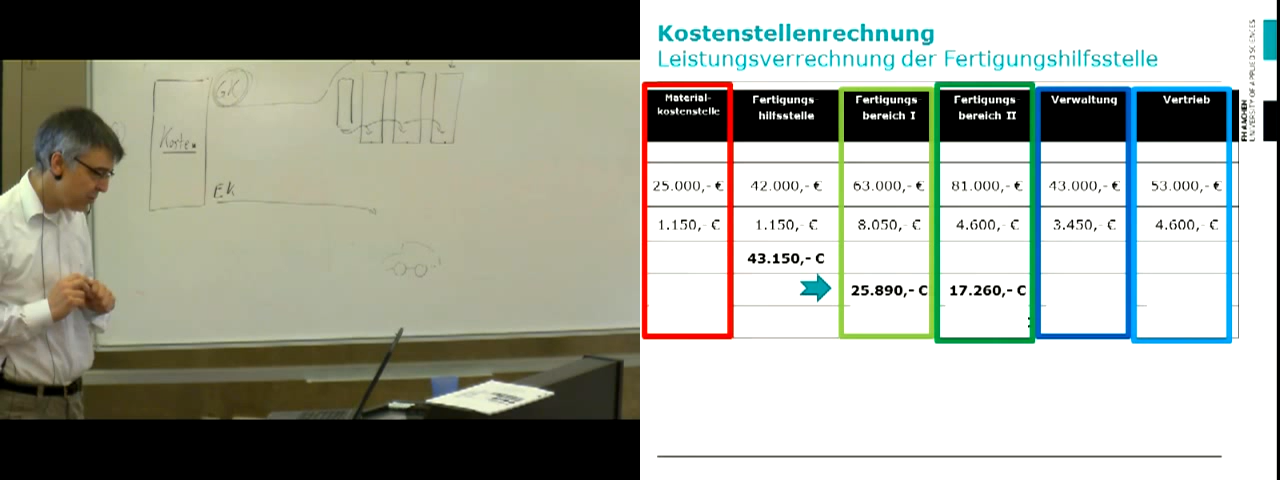 GK
Kosten
EK
Kostenstellenrechnung
Leistungsverrechnung der Fertigungshilfsstelle
Material-
kostenstelle
Fertigungs
hilfsstelle
Fertigungs
bereich I
Fertigungs
bereich II
Verwaltung
Vertrieb
25.000,- € 42.000,- € 63.000,- € 81.000,- € 43.000,- € 53.000,- €
1.150,- € 1.150,- € 8.050,- € 4.600,- € 3.450,- € 4.600,- €
43.150,- €
25.890,- € 17.260,- €
FH AACHEN
UNIVERSITY OF APPLIED SCIENCES